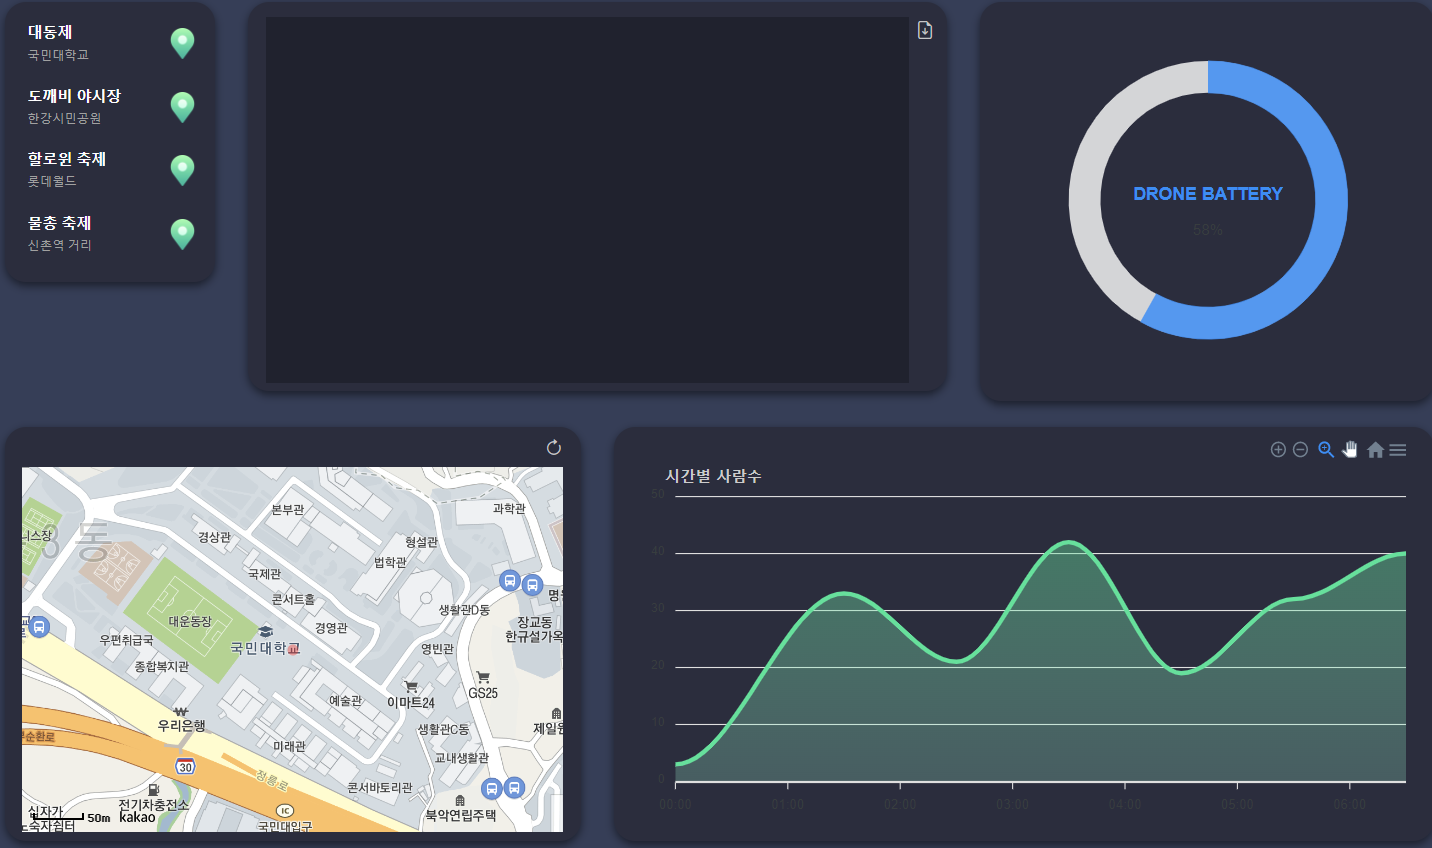 대동제
국민대학교
도깨비 야시장
한강시민공원
할로윈 축제
롯데월드
물총 축제
신촌역 거리
DRONE BATTERY
58%
본부관
과학관
니스장
3 동
경상관
형설관
법학관
국제관
콘서트홀
생활관D동
대운동장
경영관
장교동
한규설가옥
우편취급국
국민대학교
영빈관
종합복지관
GS25
예술관
이마트24
우리은행
생활관C동
제일
미래관
교내생활관
30
정릉로
콘서바토리관
전기차충전소
십자가
IC
북악연립주택
50m
kakao
국민대입구
노숙자쉼터
시간별 사람수
50
40
30
20
10
0
00:00
01:00
02:00
03:00
04:00
05:00
06:00